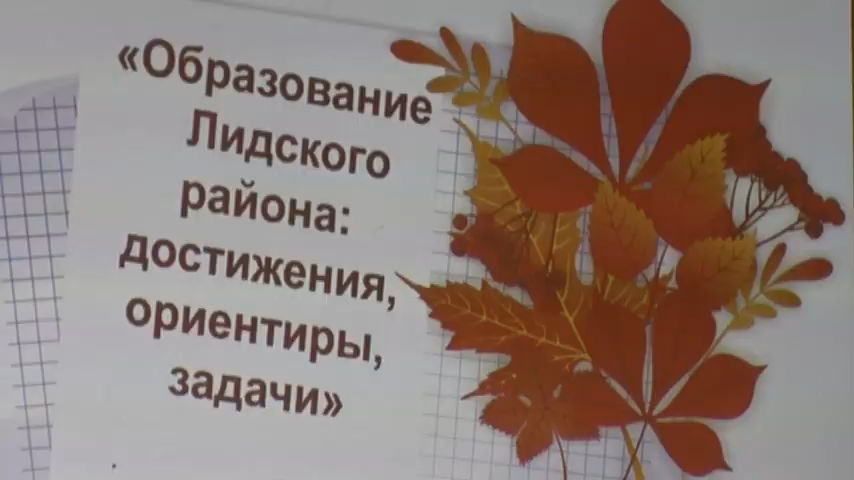 «Образование
Лидского
района:
достижения,
ориентиры,
задачи»